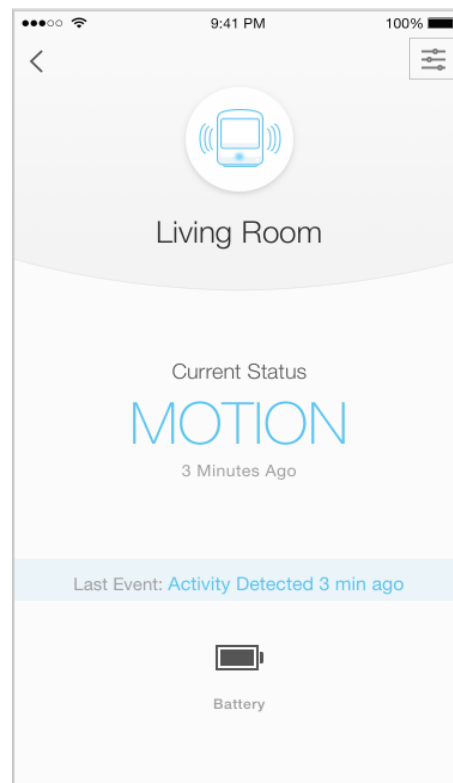 9:41 PM 100%
Living Room
Current Status
MOTION
3 Minutes Ago
Last Event: Activity Detected 3 min ago
Battery